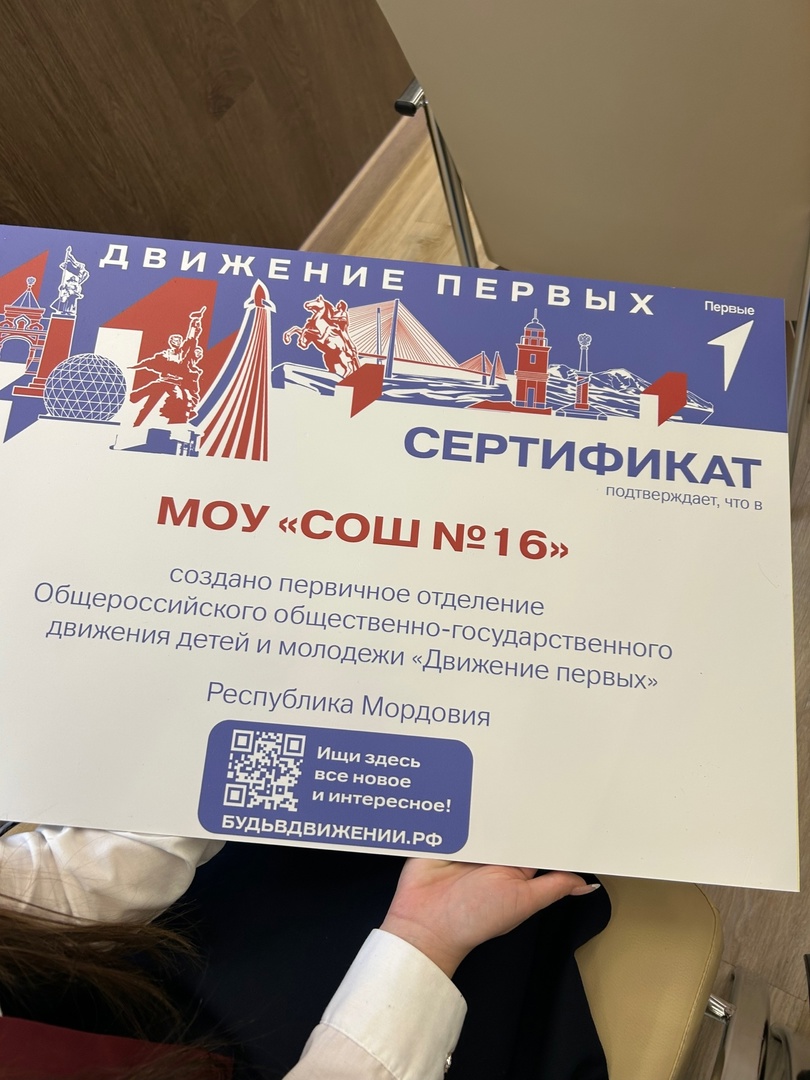 ДВИЖЕНИЕ ПЕРВЫХ
Первые
СЕРТИФИКАТ
подтверждает, что в
МОУ «СОШ №16»
создано первичное отделение
Общероссийского общественно-государственного
движения детей и молодежи «Движение первых»
Республика Мордовия
Ищи здесь
все новое
и интересное!
БУДЬВДВИЖЕНИИ.РФ